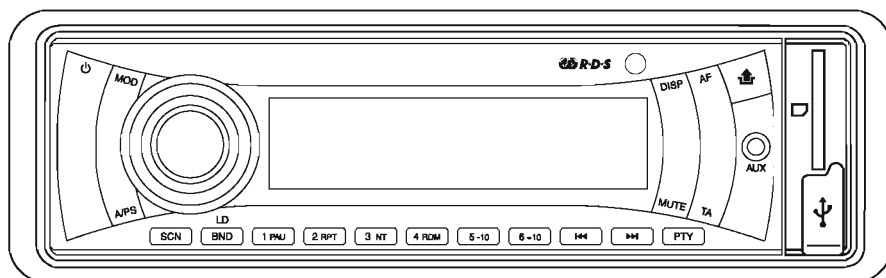 R·D·S
MOD
DISP
AF
AUX
A/PS
MUTE
TA
LD
SCN
BND
1 PAU
2 RPT
3 INT
4 RDM
5 -10
6 +10
PTY